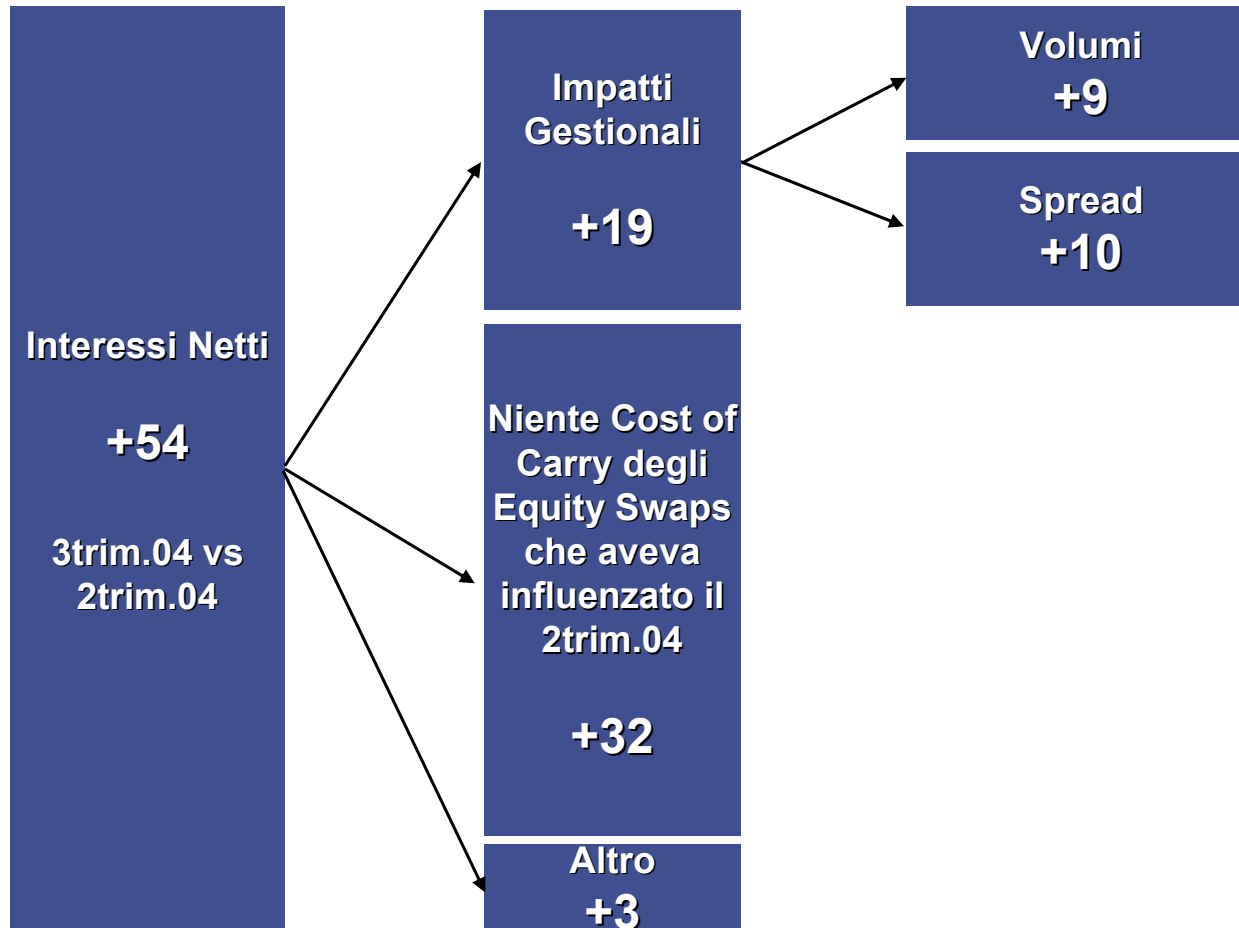 Interessi Netti
+54
3trim.04 vs
2trim.04
Impatti
Gestionali
+19
Niente Cost of
Carry degli
Equity Swaps
che aveva
influenzato il
2trim.04
+32
Altro
+3
Volumi
+9
Spread
+10